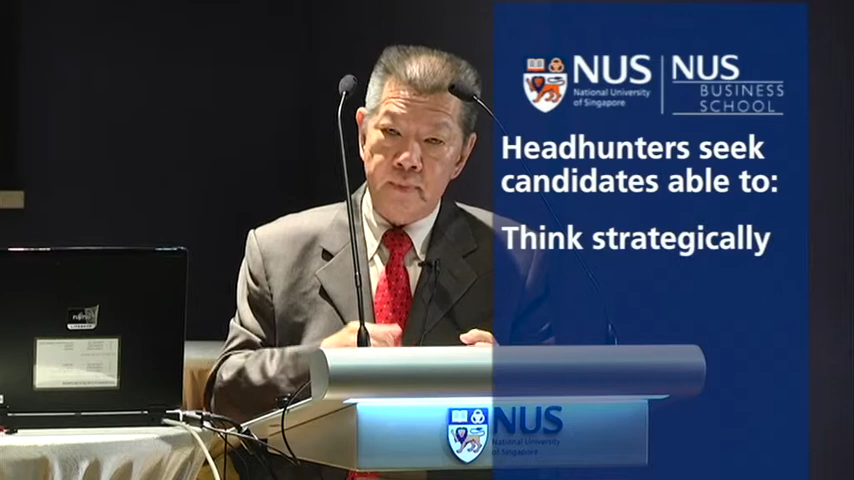 NUS
National University
of Singapore
NUS
BUSINESS
SCHOOL
Headhunters seek
candidates able to:
Think strategically
NUS
National University
of Singapore